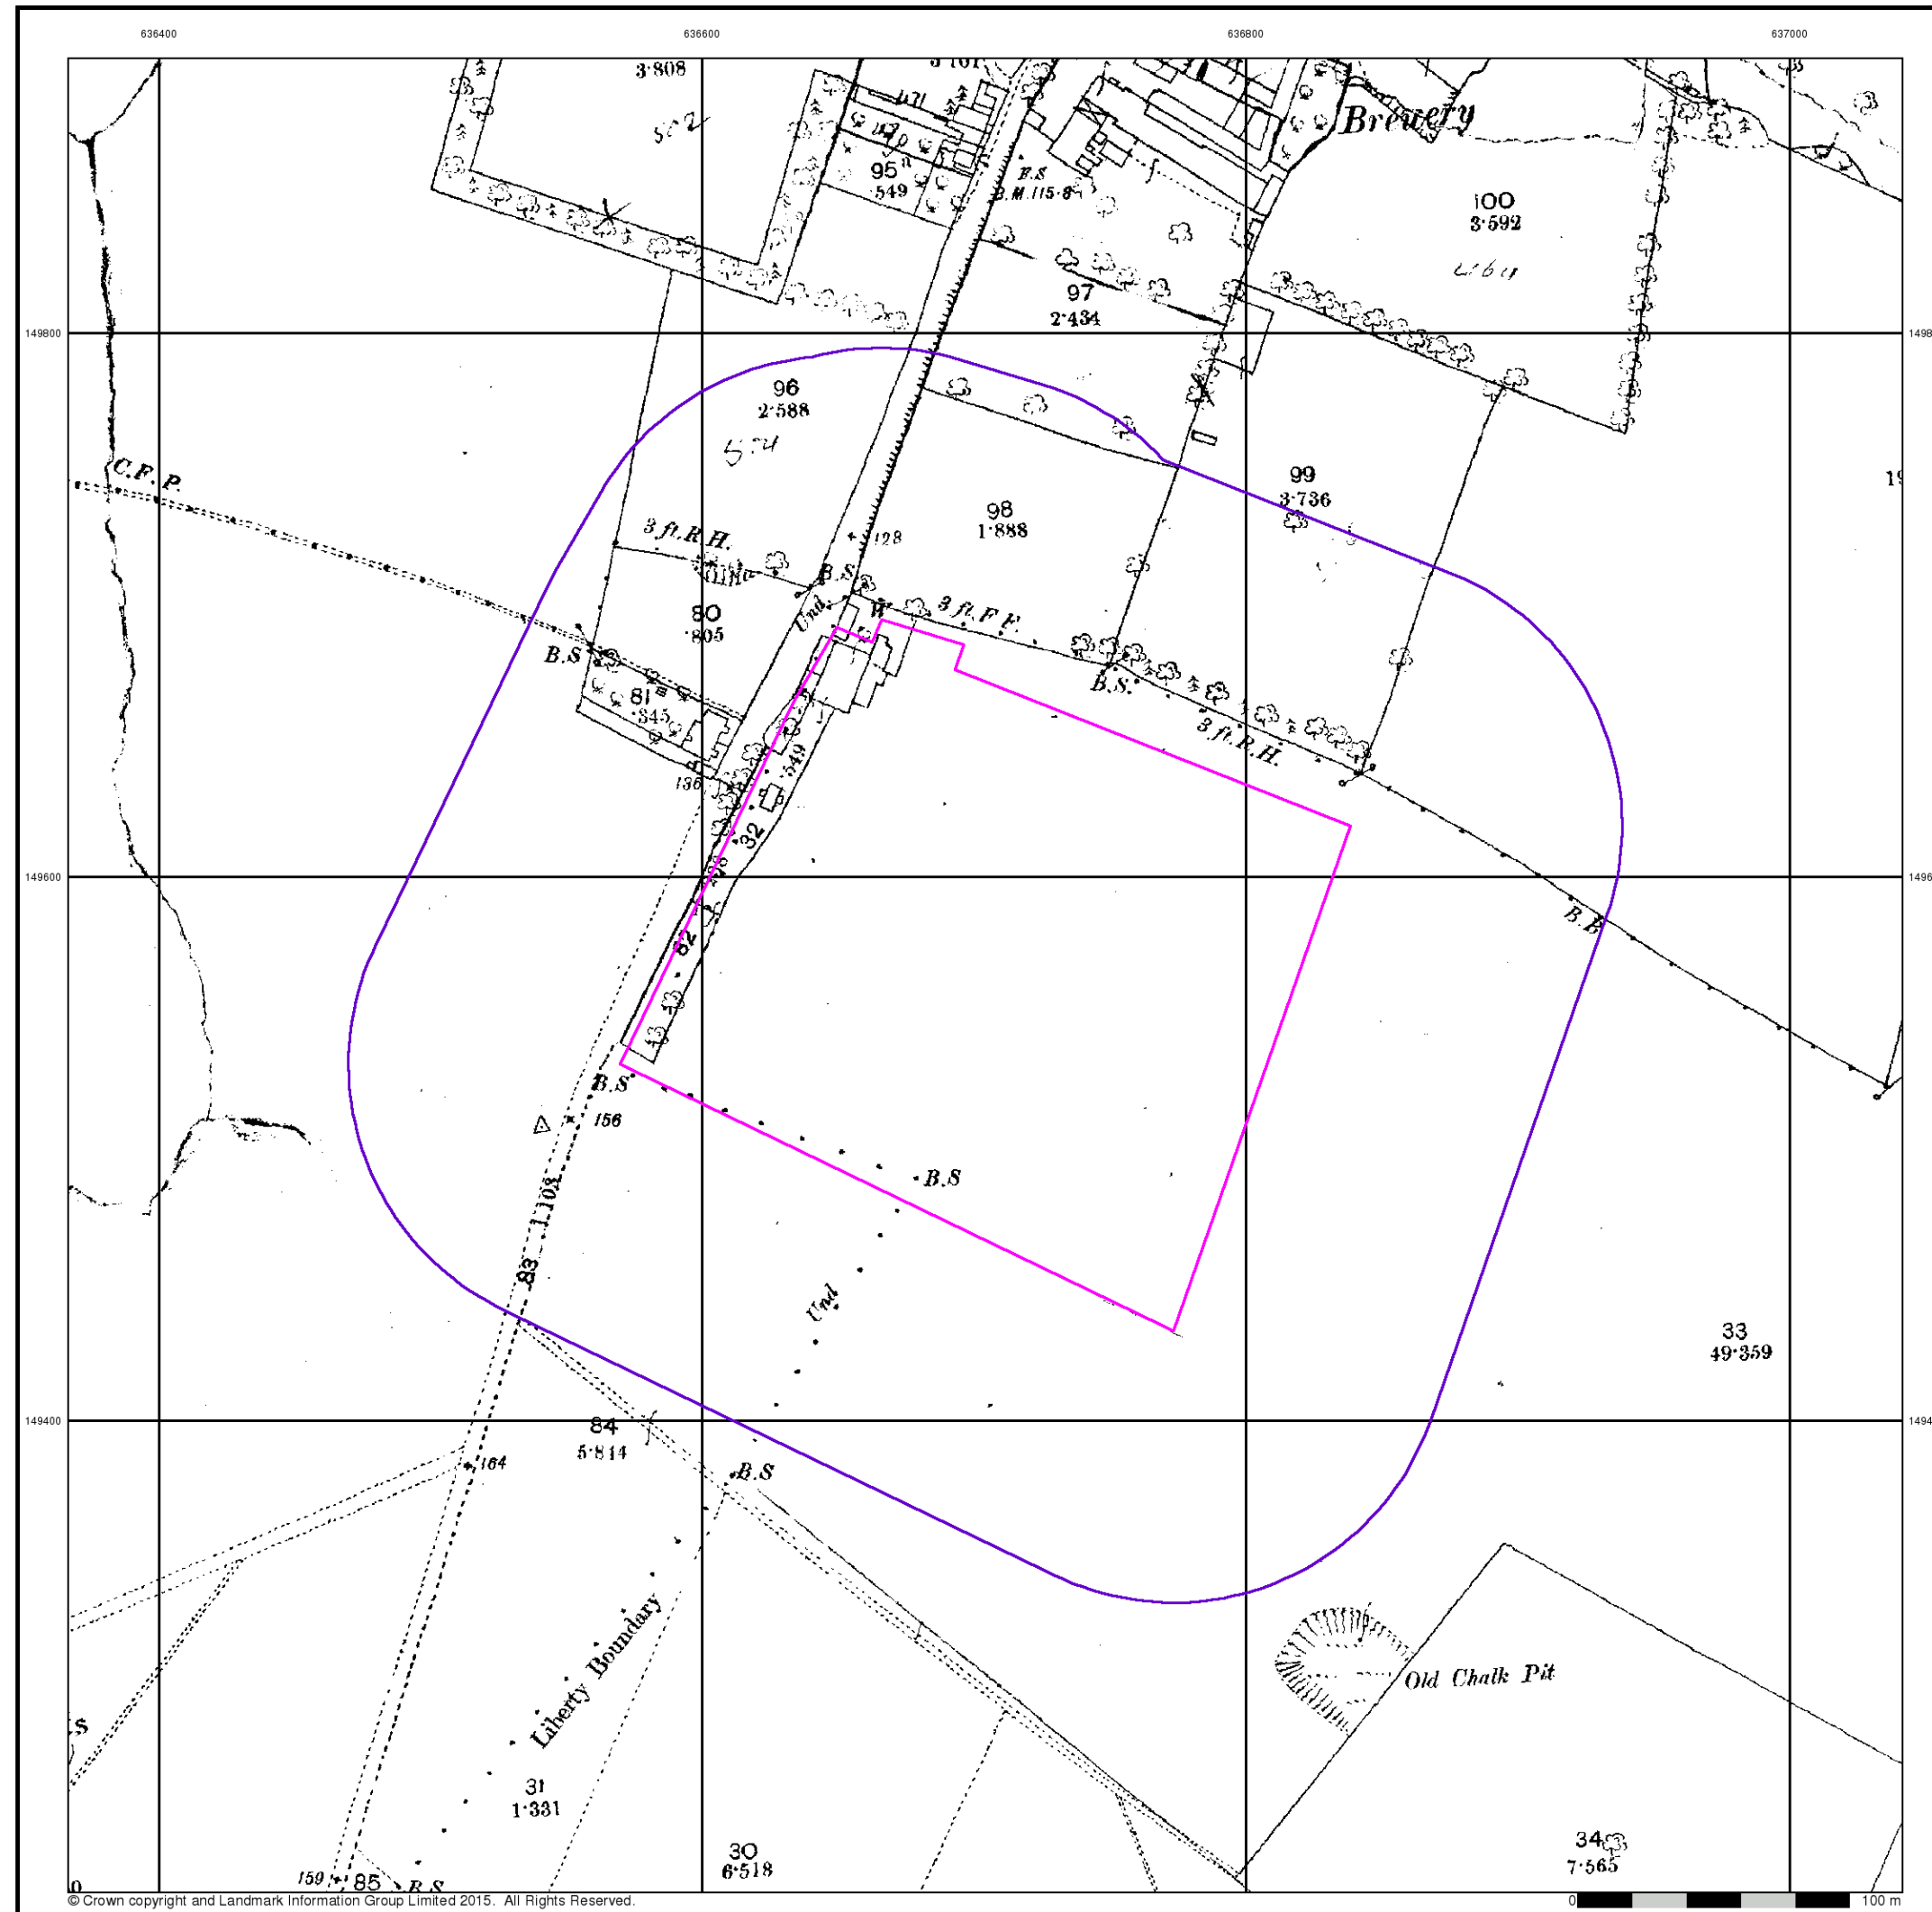 636400 636600 636800 637000
3·808
Brewery
95a
·549
F.S
B.M.115·8
100
3·592
97
2·434
149800
96
2·588
C.F.P.
99
3·736
98
1·888
3 ft.R.H.
+128
B.S.
Und.
W
3 ft.F F.
80
·805
B.S
B.S.
81
·345
3 ft.R.H.
·549
32
149600
B.B
82
B.S
156
B.S
1·103
83
Und
33
49·359
149400
84
5·814
164
B.S
Liberty Boundary
Old Chalk Pit
31
1·331
30
6·518
34
7·565
159
85
B.S
© Crown copyright and Landmark Information Group Limited 2015. All Rights Reserved.
0 100 m